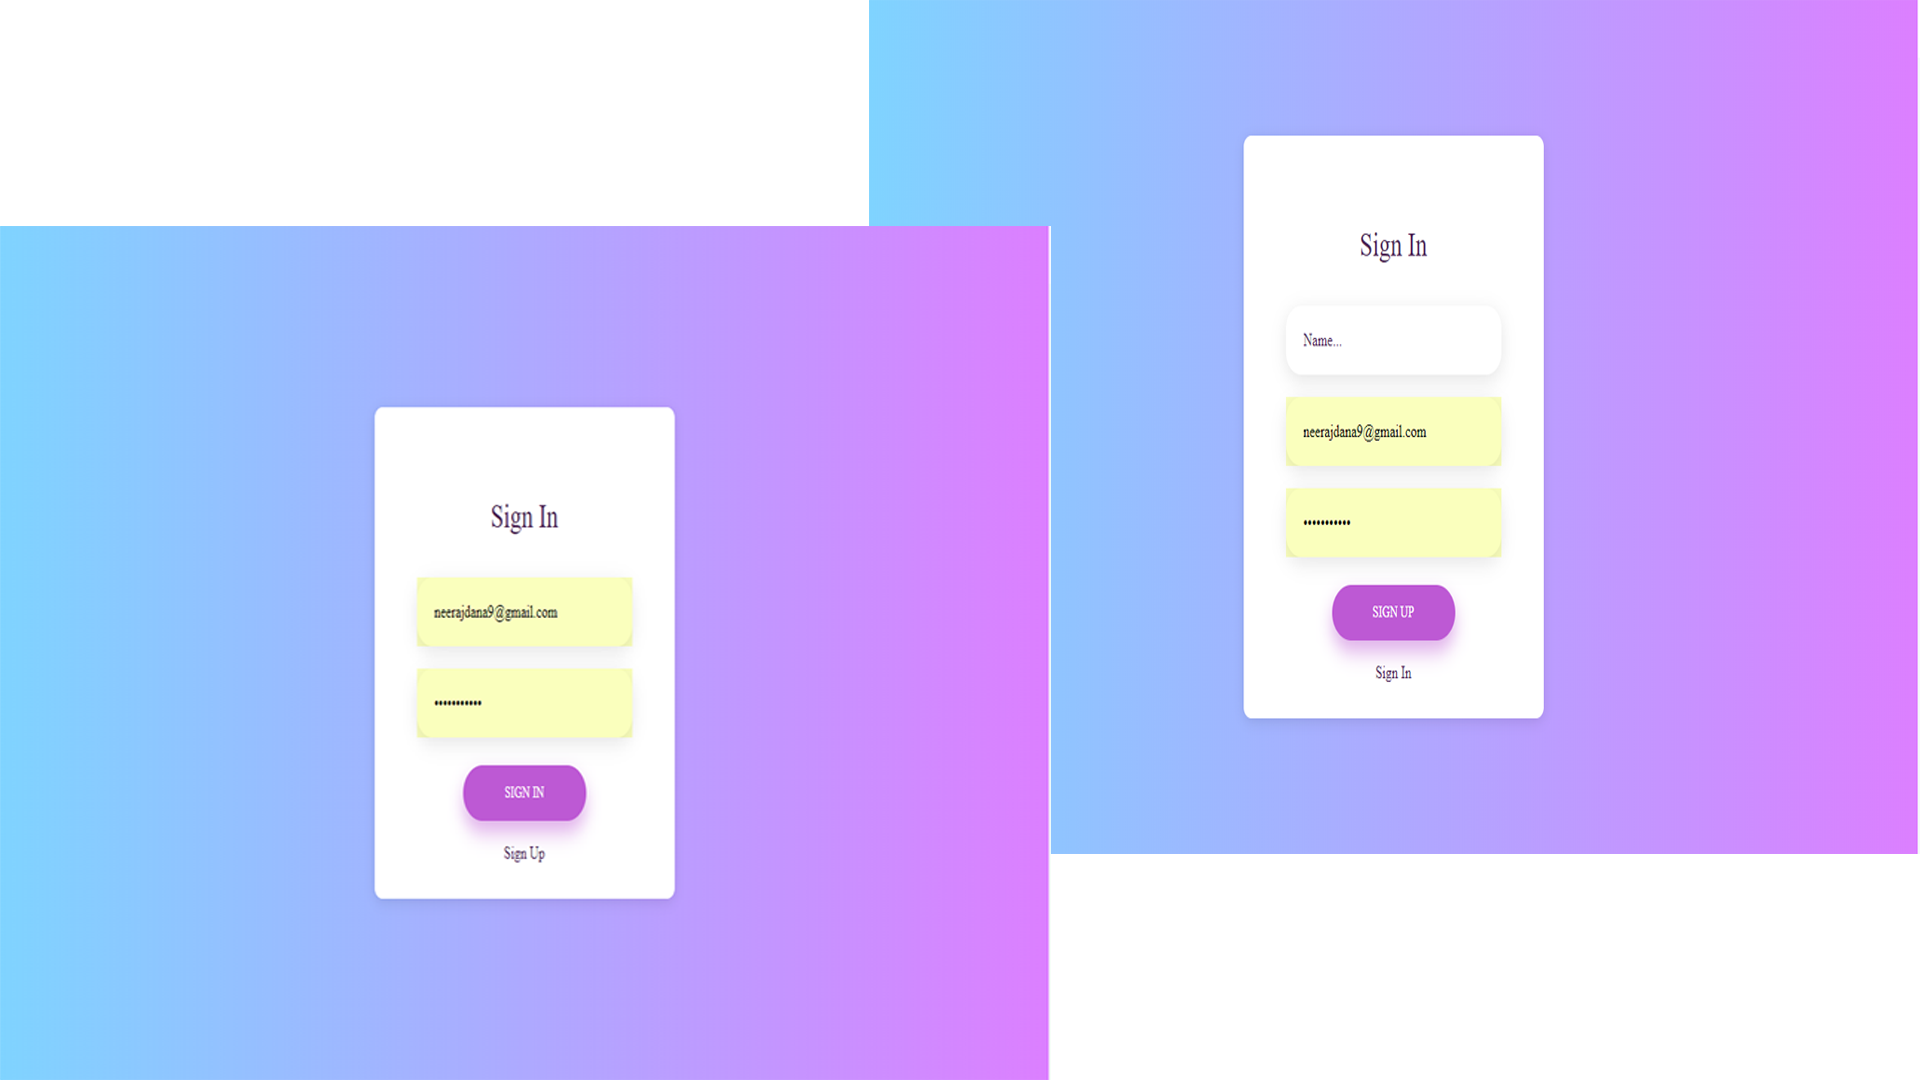 Sign In
neerajdana9@gmail.com
•••••••••••
SIGN IN
Sign Up
Sign In
Name...
neerajdana9@gmail.com
•••••••••••
SIGN UP
Sign In